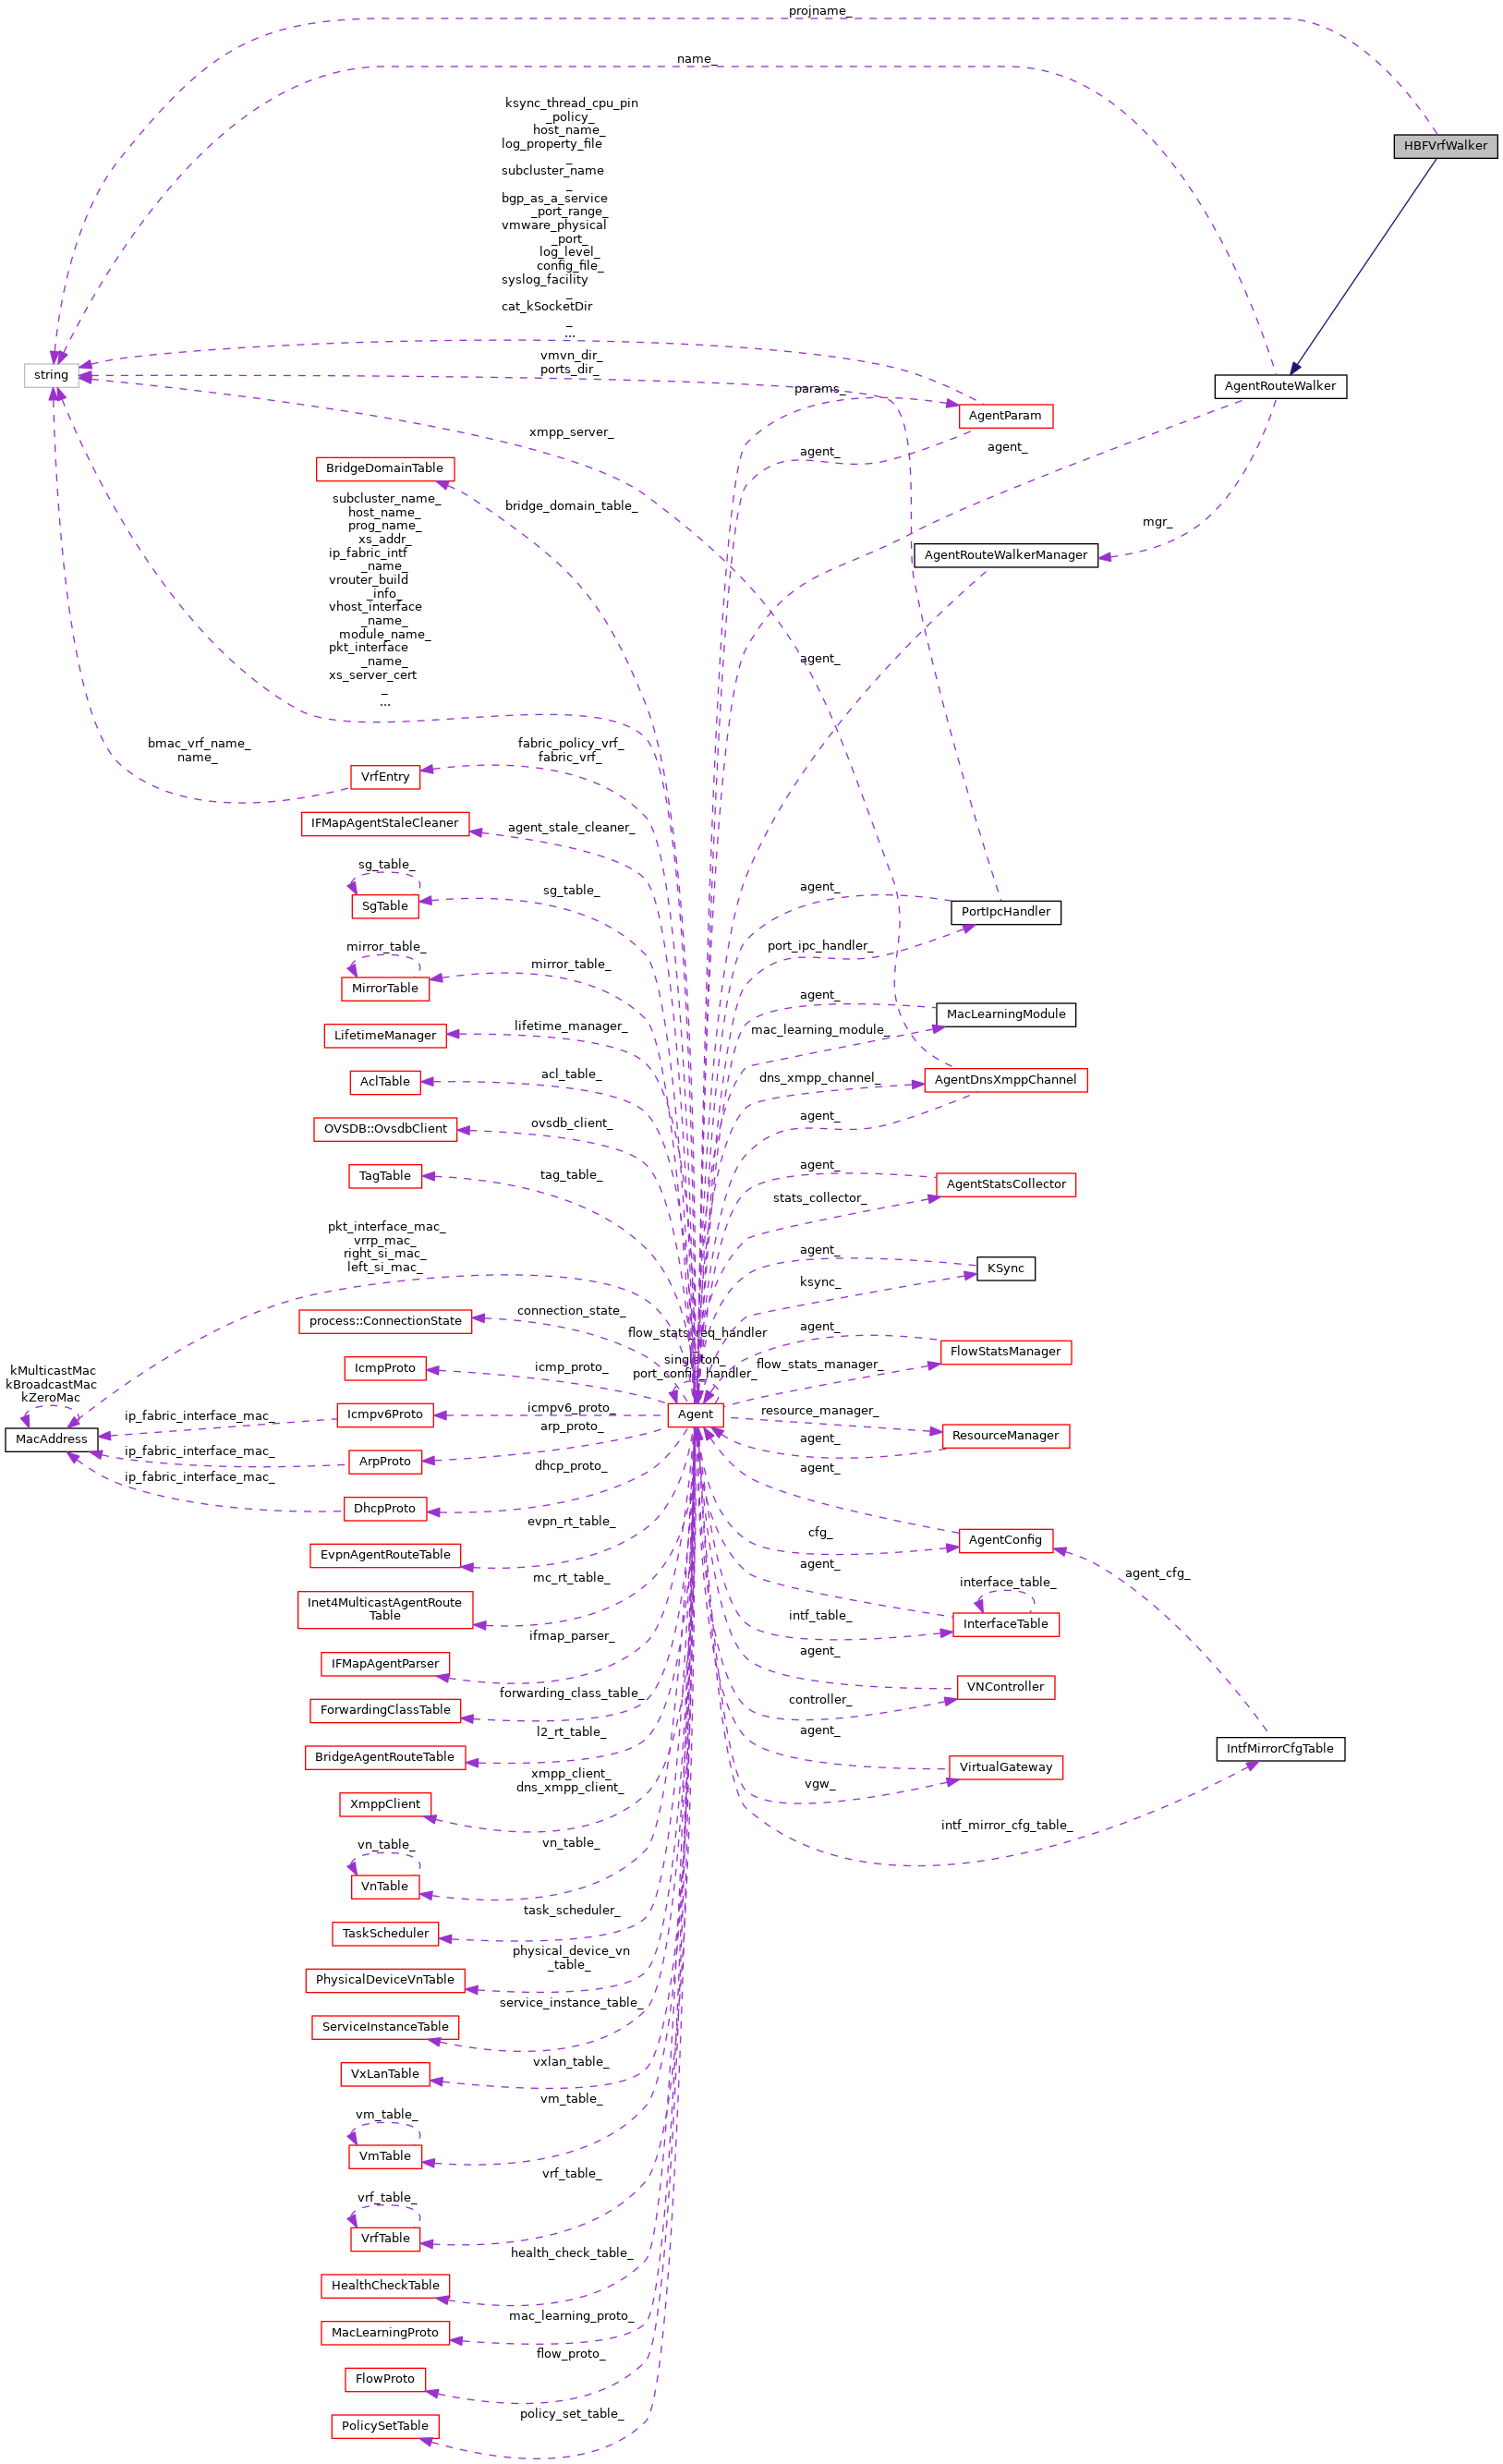 projname_
name_
ksync_thread_cpu_pin
_policy_
host_name_
log_property_file
_
subcluster_name
_
bgp_as_a_service
_port_range_
vmware_physical
_port_
log_level_
config_file_
syslog_facility
_
cat_kSocketDir
_
...
HBFVrfWalker
string
vmvn_dir_
ports_dir_
params_
AgentRouteWalker
AgentParam
xmpp_server_
agent_
agent_
BridgeDomainTable
bridge_domain_table_
mgr_
AgentRouteWalkerManager
subcluster_name_
host_name_
prog_name_
xs_addr_
ip_fabric_intf
_name_
vrouter_build
_info_
vhost_interface
_name_
module_name_
pkt_interface
_name_
xs_server_cert
_
...
agent_
bmac_vrf_name_
name_
fabric_policy_vrf_
fabric_vrf_
VrfEntry
IFMapAgentStaleCleaner
agent_stale_cleaner_
sg_table_
SgTable
sg_table_
agent_
PortIpcHandler
port_ipc_handler_
mirror_table_
MirrorTable
mirror_table_
agent_
MacLearningModule
mac_learning_module_
LifetimeManager
lifetime_manager_
AclTable
acl_table_
dns_xmpp_channel_
AgentDnsXmppChannel
agent_
OVSDB::OvsdbClient
ovsdb_client_
TagTable
tag_table_
agent_
AgentStatsCollector
stats_collector_
pkt_interface_mac_
vrrp_mac_
right_si_mac_
left_si_mac_
agent_
KSync
ksync_
process::ConnectionState
connection_state_
flow_stats_req_handler
singleton_
port_config_handler_
agent_
FlowStatsManager
flow_stats_manager_
IcmpProto
icmp_proto_
kMulticastMac
kBroadcastMac
kZeroMac
MacAddress
ip_fabric_interface_mac_
Icmpv6Proto
icmpv6_proto_
Agent
resource_manager_
ResourceManager
agent_
ip_fabric_interface_mac_
ArpProto
arp_proto_
ip_fabric_interface_mac_
DhcpProto
dhcp_proto_
agent_
cfg_
AgentConfig
EvpnAgentRouteTable
evpn_rt_table_
agent_
interface_table_
InterfaceTable
intf_table_
agent_cfg_
Inet4MulticastAgentRoute
Table
mc_rt_table_
IFMapAgentParser
ifmap_parser_
agent_
VNController
controller_
ForwardingClassTable
forwarding_class_table_
agent_
VirtualGateway
vgw_
IntfMirrorCfgTable
intf_mirror_cfg_table_
BridgeAgentRouteTable
l2_rt_table_
XmppClient
xmpp_client_
dns_xmpp_client_
vn_table_
VnTable
vn_table_
TaskScheduler
task_scheduler_
PhysicalDeviceVnTable
physical_device_vn
_table_
ServiceInstanceTable
service_instance_table_
VxLanTable
vxlan_table_
vm_table_
VmTable
vm_table_
vrf_table_
VrfTable
vrf_table_
HealthCheckTable
health_check_table_
MacLearningProto
mac_learning_proto_
FlowProto
flow_proto_
PolicySetTable
policy_set_table_